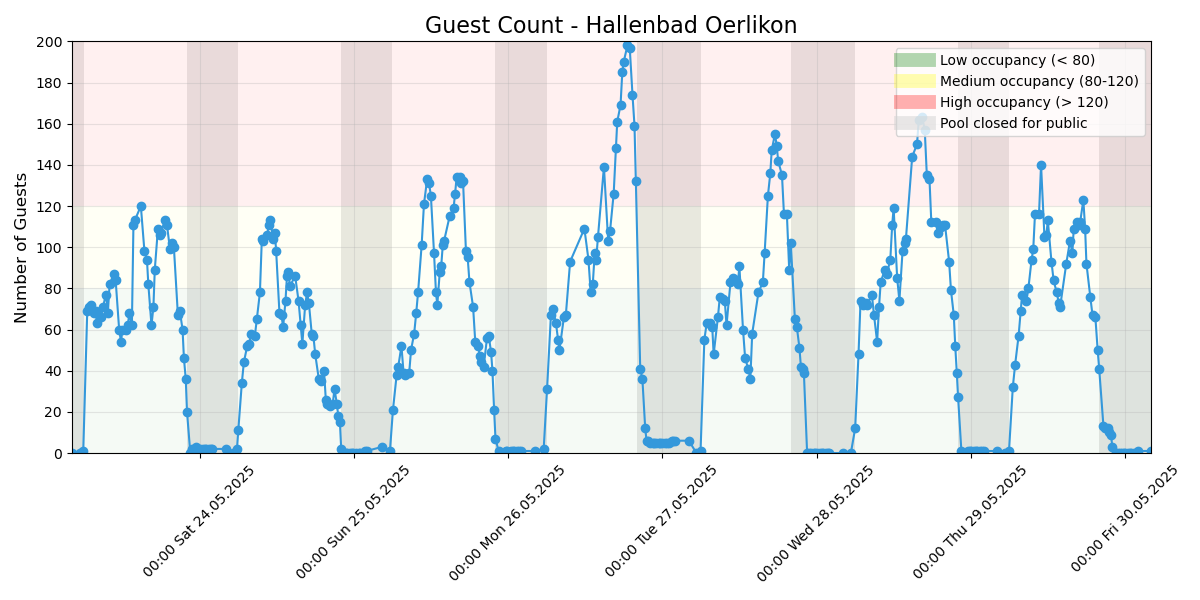 Guest Count - Hallenbad Oerlikon
Number of Guests
200
180
160
140
120
100
80
60
40
20
0
Low occupancy (< 80)
Medium occupancy (80-120)
High occupancy (> 120)
Pool closed for public
00:00 Sat 24.05.2025
00:00 Sun 25.05.2025
00:00 Mon 26.05.2025
00:00 Tue 27.05.2025
00:00 Wed 28.05.2025
00:00 Thu 29.05.2025
00:00 Fri 30.05.2025